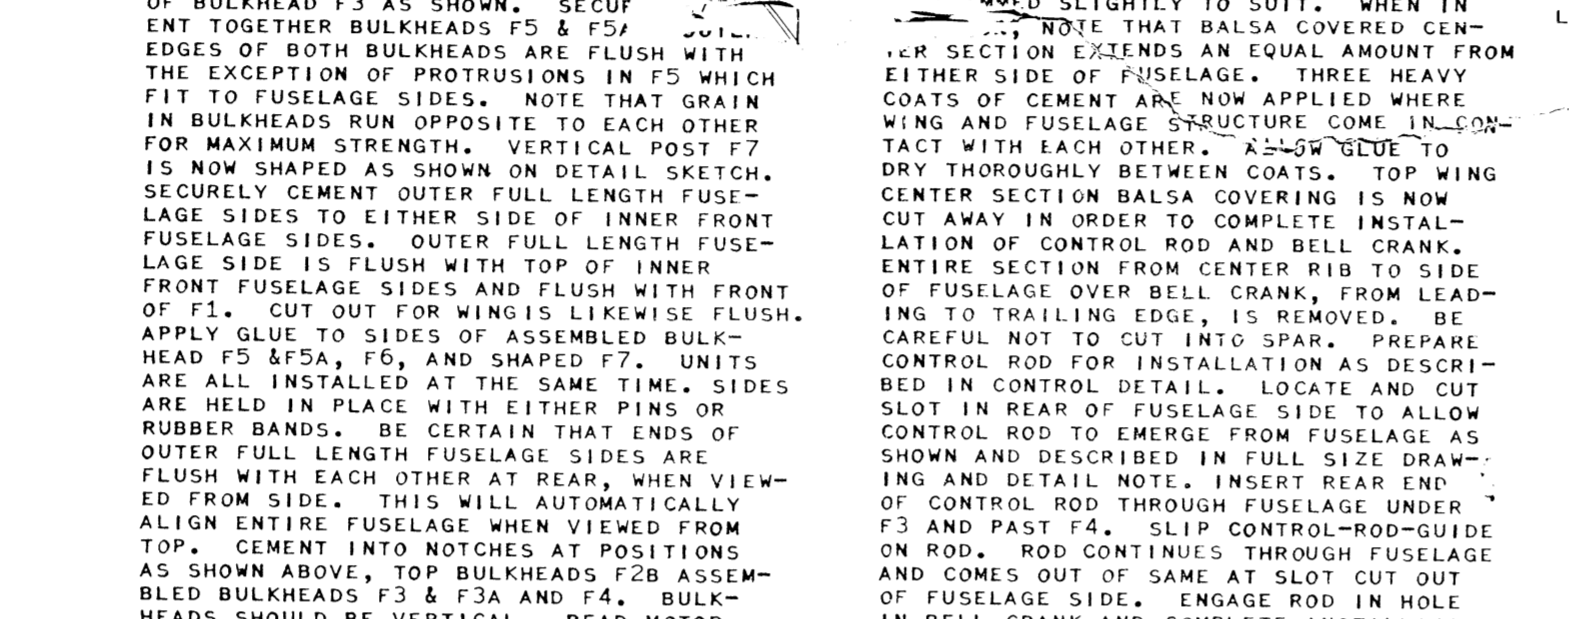 OF BULKHEAD F3 AS SHOWN.
ENT TOGETHER BULKHEADS F5 & F5A
EDGES OF BOTH BULKHEADS ARE FLUSH WITH
THE EXCEPTION OF PROTRUSIONS IN F5 WHICH
FIT TO FUSELAGE SIDES. NOTE THAT GRAIN
IN BULKHEADS RUN OPPOSITE TO EACH OTHER
FOR MAXIMUM STRENGTH. VERTICAL POST F7
IS NOW SHAPED AS SHOWN ON DETAIL SKETCH.
SECURELY CEMENT OUTER FULL LENGTH FUSE-
LAGE SIDES TO EITHER SIDE OF INNER FRONT
FUSELAGE SIDES. OUTER FULL LENGTH FUSE-
LAGE SIDE IS FLUSH WITH TOP OF INNER
FRONT FUSELAGE SIDES AND FLUSH WITH FRONT
OF F1. CUT OUT FOR WING IS LIKEWISE FLUSH.
APPLY GLUE TO SIDES OF ASSEMBLED BULK-
HEAD F5 &F5A, F6, AND SHAPED F7. UNITS
ARE ALL INSTALLED AT THE SAME TIME. SIDES
ARE HELD IN PLACE WITH EITHER PINS OR
RUBBER BANDS. BE CERTAIN THAT ENDS OF
OUTER FULL LENGTH FUSELAGE SIDES ARE
FLUSH WITH EACH OTHER AT REAR, WHEN VIEW-
ED FROM SIDE. THIS WILL AUTOMATICALLY
ALIGN ENTIRE FUSELAGE WHEN VIEWED FROM
TOP. CEMENT INTO NOTCHES AT POSITIONS
AS SHOWN ABOVE, TOP BULKHEADS F2B ASSEM-
BLED BULKHEADS F3 & F3A AND F4. BULK-
HEADS SHOULD BE VERTICAL. REAR MOTOR
SLIGHTLY TO SUIT. WHEN IN
NOTE THAT BALSA COVERED CEN-
TER SECTION EXTENDS AN EQUAL AMOUNT FROM
EITHER SIDE OF FUSELAGE. THREE HEAVY
COATS OF CEMENT ARE NOW APPLIED WHERE
WING AND FUSELAGE STRUCTURE COME IN CON-
TACT WITH EACH OTHER. ALLOW GLUE TO
DRY THOROUGHLY BETWEEN COATS. TOP WING
CENTER SECTION BALSA COVERING IS NOW
CUT AWAY IN ORDER TO COMPLETE INSTAL-
LATION OF CONTROL ROD AND BELL CRANK.
ENTIRE SECTION FROM CENTER RIB TO SIDE
OF FUSELAGE OVER BELL CRANK, FROM LEAD-
ING TO TRAILING EDGE, IS REMOVED. BE
CAREFUL NOT TO CUT INTO SPAR. PREPARE
CONTROL ROD FOR INSTALLATION AS DESCRI-
BED IN CONTROL DETAIL. LOCATE AND CUT
SLOT IN REAR OF FUSELAGE SIDE TO ALLOW
CONTROL ROD TO EMERGE FROM FUSELAGE AS
SHOWN AND DESCRIBED IN FULL SIZE DRAW-
ING AND DETAIL NOTE. INSERT REAR END
OF CONTROL ROD THROUGH FUSELAGE UNDER
F3 AND PAST F4. SLIP CONTROL-ROD-GUIDE
ON ROD. ROD CONTINUES THROUGH FUSELAGE
AND COMES OUT OF SAME AT SLOT CUT OUT
OF FUSELAGE SIDE. ENGAGE ROD IN HOLE
IN BELL CRANK AND COMPLETE
L